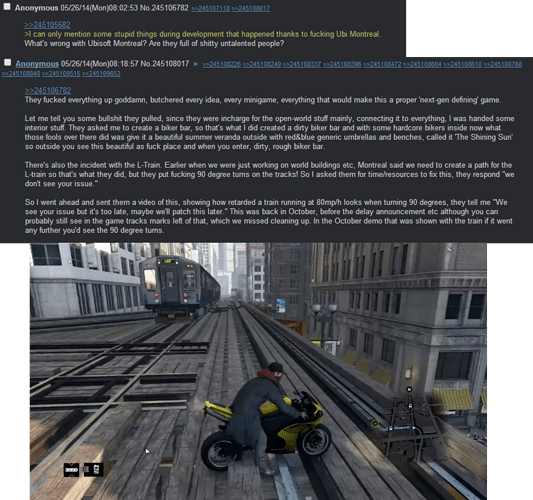 Anonymous 05/26/14(Mon)08:02:53 No.245106782 >>245107118 >>245108017
>>245105682
>I can only mention some stupid things during development that happened thanks to fucking Ubi Montreal.
What's wrong with Ubisoft Montreal? Are they full of shitty untalented people?
Anonymous 05/26/14(Mon)08:18:57 No.245108017 ► >>245108226 >>245108249 >>245108337 >>245108396 >>245108472 >>245108604 >>245108618 >>245108768
>>245108848 >>245109515 >>245109653
>>245106782
They fucked everything up goddamn, butchered every idea, every minigame, everything that would make this a proper 'next-gen defining' game.
Let me tell you some bullshit they pulled, since they were incharge for the open-world stuff mainly, connecting it to everything, I was handed some
interior stuff. They asked me to create a biker bar, so that's what I did created a dirty biker bar and with some hardcore bikers inside now what
those fools over there did was give it a beautiful summer veranda outside with red&blue generic umbrellas and benches, called it 'The Shining Sun'
so outside you see this beautiful as fuck place and when you enter, dirty, rough biker bar.
There's also the incident with the L-Train. Earlier when we were just working on world buildings etc, Montreal said we need to create a path for the
L-train so that's what they did, but they put fucking 90 degree turns on the tracks! So I asked them for time/resources to fix this, they respond "we
don't see your issue."
So I went ahead and sent them a video of this, showing how retarded a train running at 80mp/h looks when turning 90 degrees, they tell me "We
see your issue but it's too late, maybe we'll patch this later." This was back in October, before the delay announcement etc although you can
probably still see in the game tracks marks left of that, which we missed cleaning up. In the October demo that was shown with the train if it went
any further you'd see the 90 degree turns.